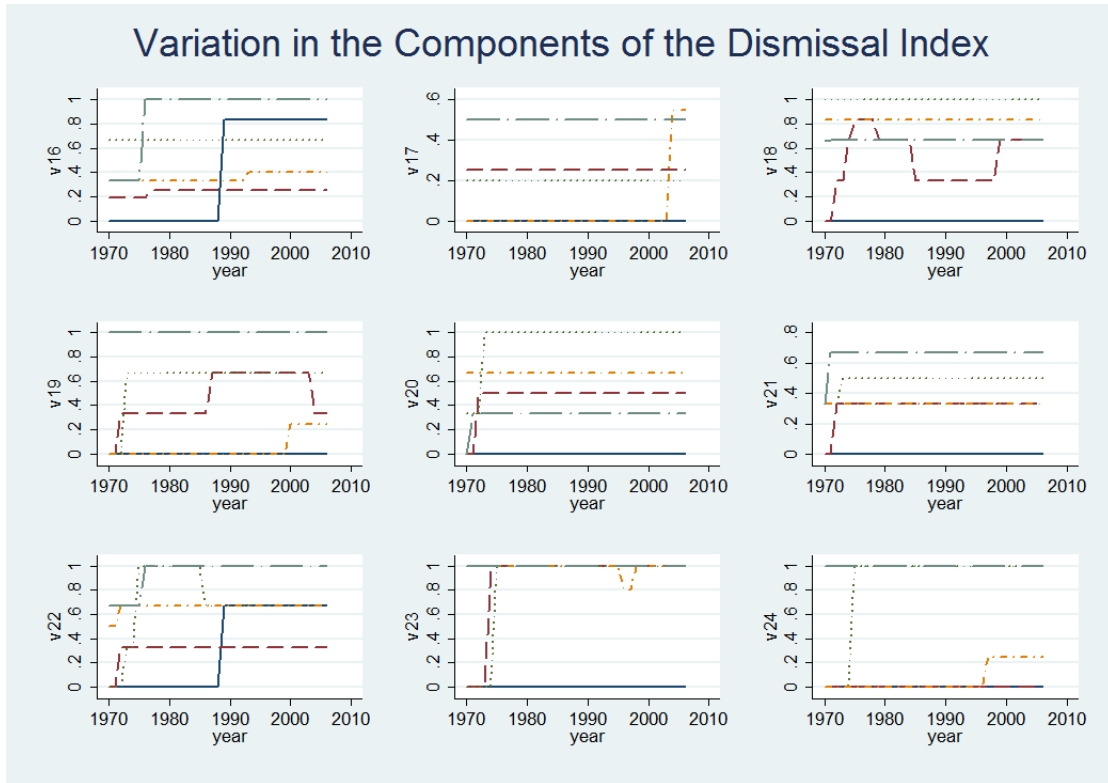 Variation in the Components of the Dismissal Index
v16
0 .2 .4 .6 .8 1
1970 1980 1990 2000 2010
year
v17
0 .2 .4 .6
1970 1980 1990 2000 2010
year
v18
0 .2 .4 .6 .8 1
1970 1980 1990 2000 2010
year
v19
0 .2 .4 .6 .8 1
1970 1980 1990 2000 2010
year
v20
0 .2 .4 .6 .8 1
1970 1980 1990 2000 2010
year
v21
0 .2 .4 .6 .8
1970 1980 1990 2000 2010
year
v22
0 .2 .4 .6 .8 1
1970 1980 1990 2000 2010
year
v23
0 .2 .4 .6 .8 1
1970 1980 1990 2000 2010
year
v24
0 .2 .4 .6 .8 1
1970 1980 1990 2000 2010
year